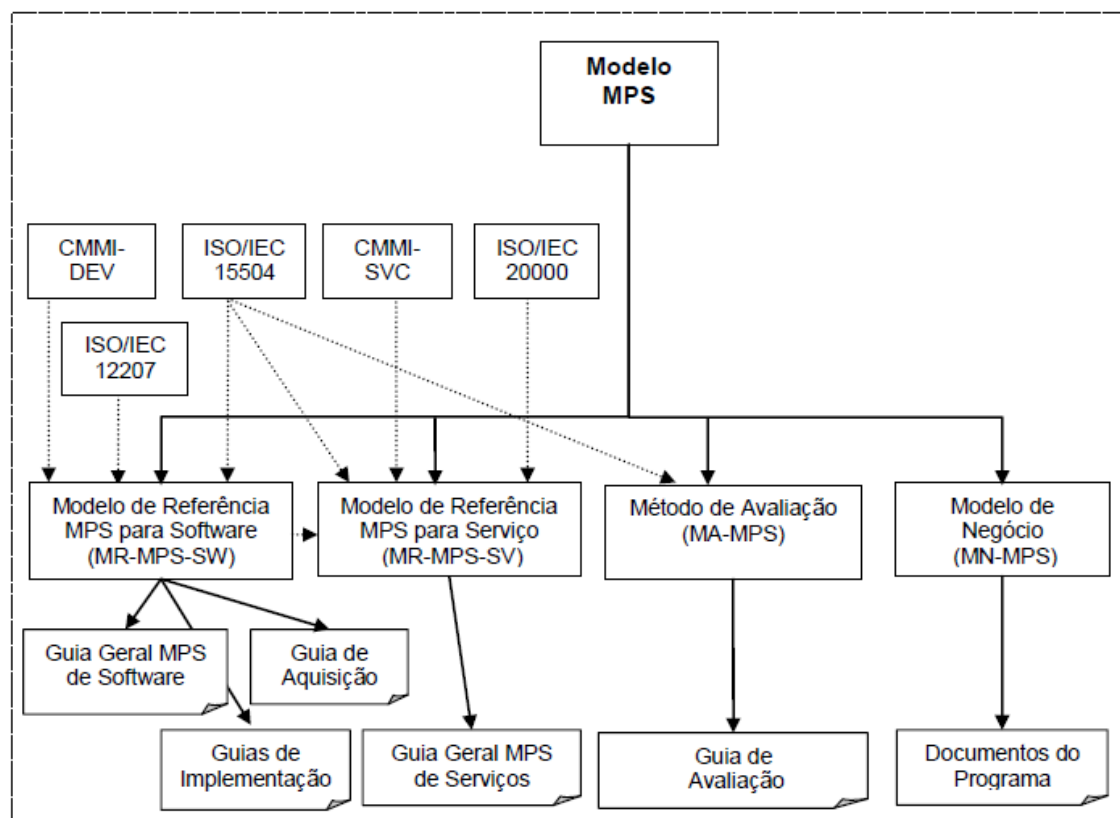 Modelo
MPS
CMMI-
DEV
ISO/IEC
15504
CMMI-
SVC
ISO/IEC
20000
ISO/IEC
12207
Modelo de Referência
MPS para Software
(MR-MPS-SW)
Modelo de Referência
MPS para Serviço
(MR-MPS-SV)
Método de Avaliação
(MA-MPS)
Modelo de
Negócio
(MN-MPS)
Guia Geral MPS
de Software
Guia de
Aquisição
Guias de
Implementação
Guia Geral MPS
de Serviços
Guia de
Avaliação
Documentos do
Programa